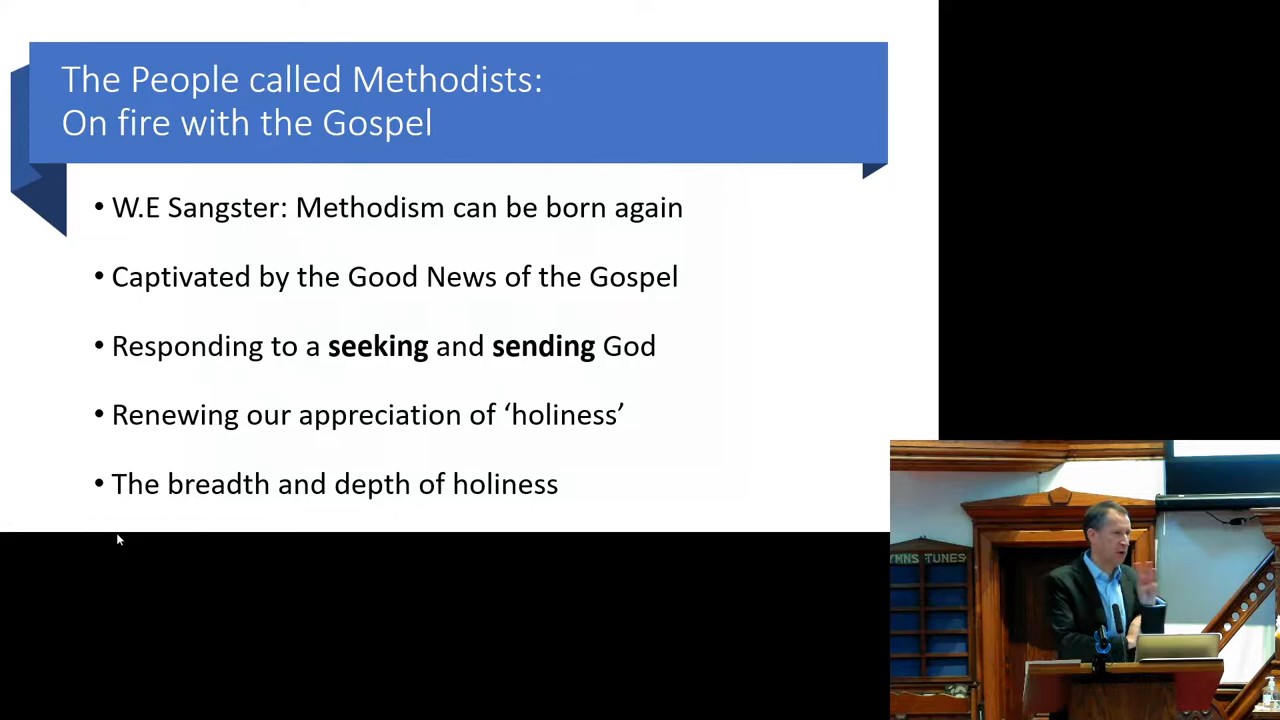 The People called Methodists:
On fire with the Gospel
• W.E Sangster: Methodism can be born again
• Captivated by the Good News of the Gospel
• Responding to a seeking and sending God
• Renewing our appreciation of ‘holiness’
• The breadth and depth of holiness
YMNS TUNES